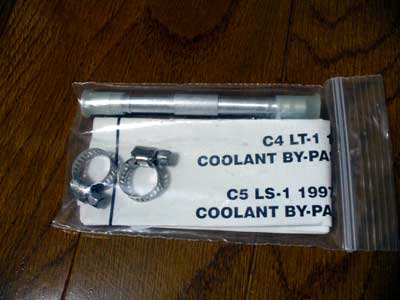 C4 LT-1 1
COOLANT BY-PA
C5 LS-1 1997
COOLANT BY-PA